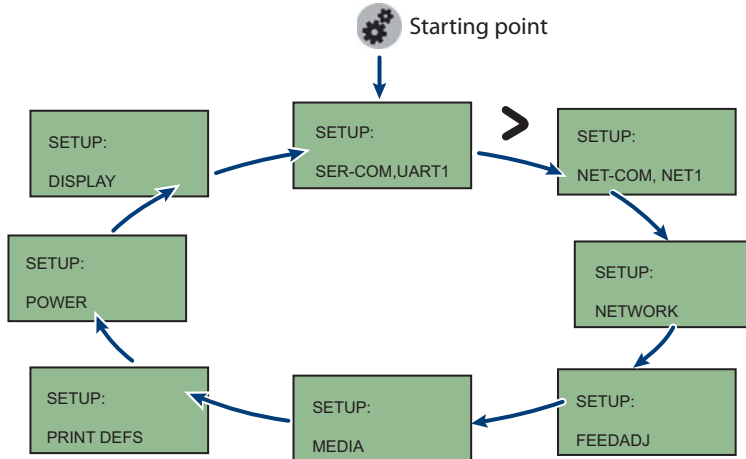 Starting point
SETUP:
SER-COM,UART1
>
SETUP:
NET-COM, NET1
SETUP:
NETWORK
SETUP:
FEEDADJ
SETUP:
MEDIA
SETUP:
PRINT DEFS
SETUP:
POWER
SETUP:
DISPLAY